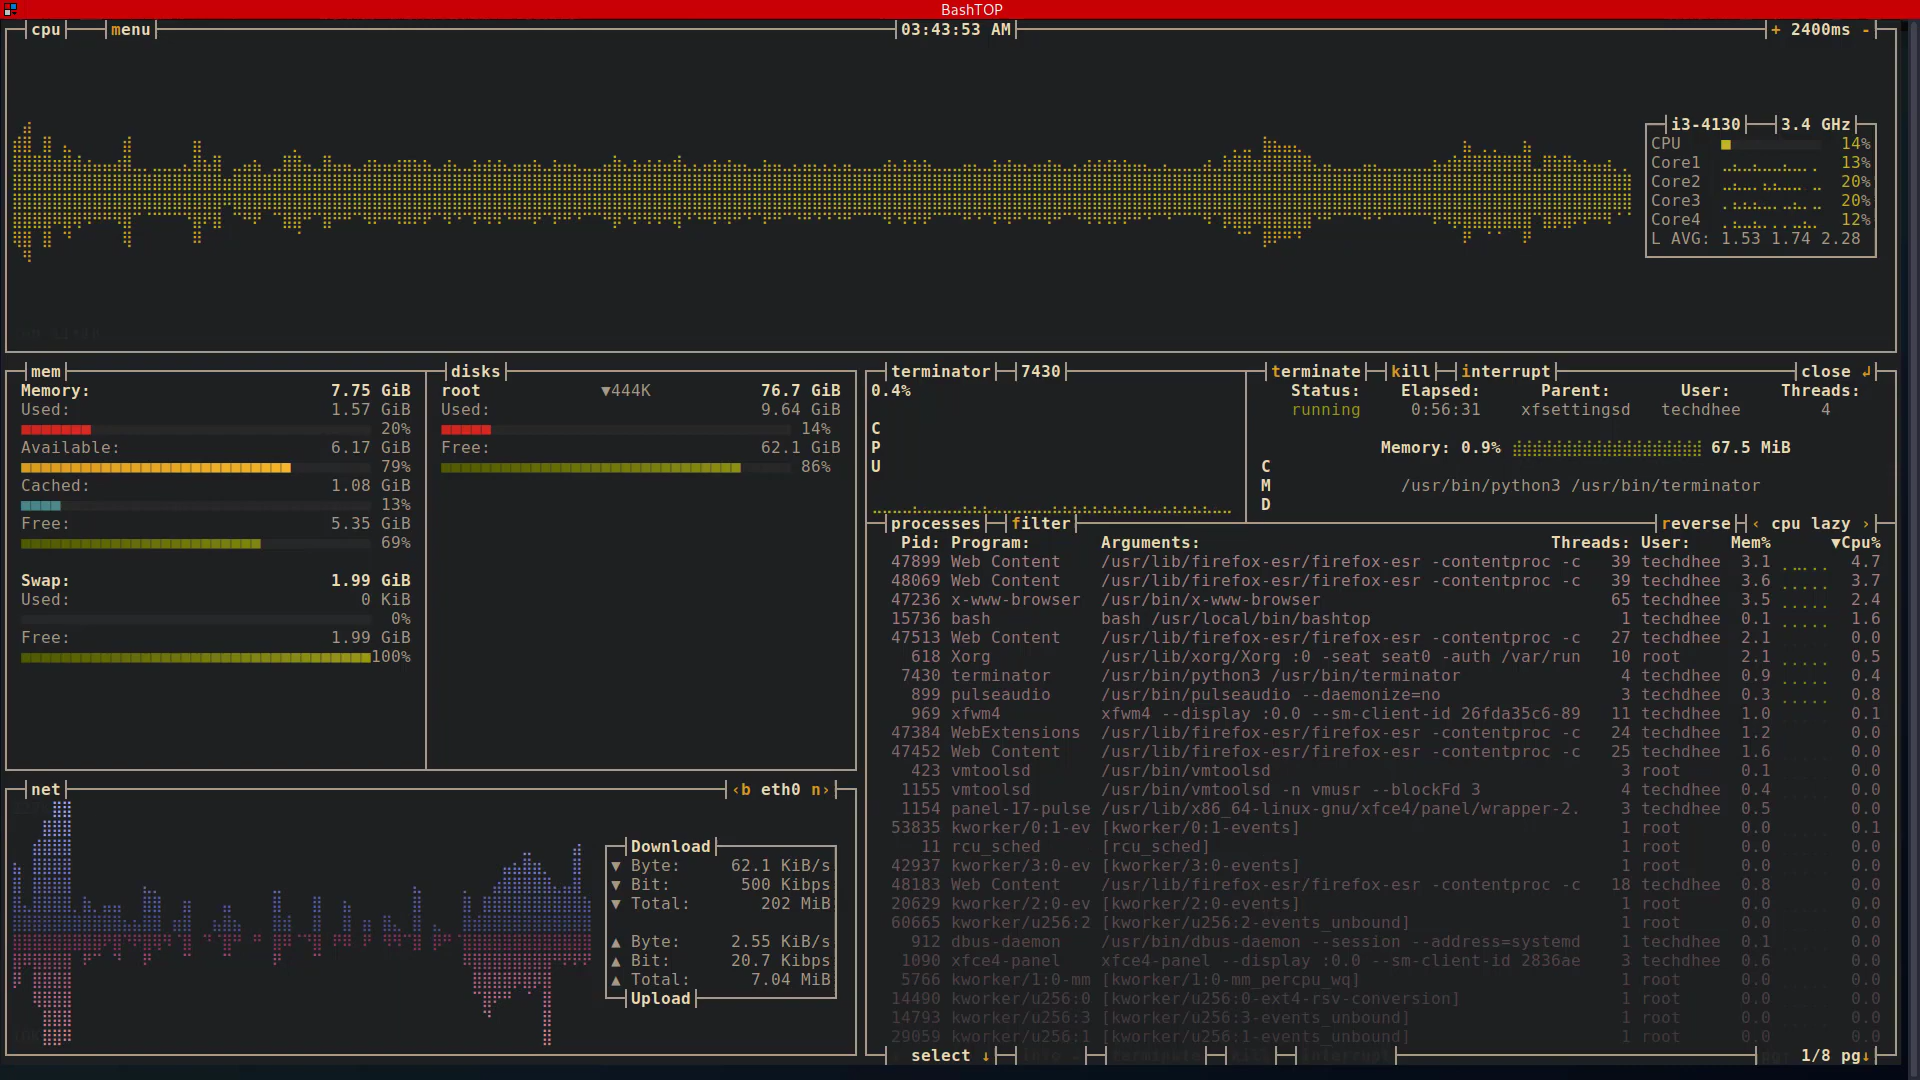 BashTOP
cpu menu 03:43:53 AM + 2400ms -
i3-4130 3.4 GHz
CPU 14%
Core1 13%
Core2 20%
Core3 20%
Core4 12%
L AVG: 1.53 1.74 2.28
mem
Memory: 7.75 GiB
Used: 1.57 GiB
20%
Available: 6.17 GiB
79%
Cached: 1.08 GiB
13%
Free: 5.35 GiB
69%
Swap: 1.99 GiB
Used: 0 KiB
0%
Free: 1.99 GiB
100%
disks
root ▼444K 76.7 GiB
Used: 9.64 GiB
14%
Free: 62.1 GiB
86%
net ‹b eth0 n›
Download
▼ Byte: 62.1 KiB/s
▼ Bit: 500 Kibps
▼ Total: 202 MiB
▲ Byte: 2.55 KiB/s
▲ Bit: 20.7 Kibps
▲ Total: 7.04 MiB
Upload
terminator 7430 terminate kill interrupt close ↲
0.4%
C
P
U
Status: Elapsed: Parent: User: Threads:
running 0:56:31 xfsettingsd techdhee 4
Memory: 0.9% 67.5 MiB
C
M /usr/bin/python3 /usr/bin/terminator
D
processes filter reverse ‹ cpu lazy ›
Pid: Program: Arguments: Threads: User: Mem% ▼Cpu%
47899 Web Content /usr/lib/firefox-esr/firefox-esr -contentproc -c 39 techdhee 3.1 4.7
48069 Web Content /usr/lib/firefox-esr/firefox-esr -contentproc -c 39 techdhee 3.6 3.7
47236 x-www-browser /usr/bin/x-www-browser 65 techdhee 3.5 2.4
15736 bash bash /usr/local/bin/bashtop 1 techdhee 0.1 1.6
47513 Web Content /usr/lib/firefox-esr/firefox-esr -contentproc -c 27 techdhee 2.1 0.0
618 Xorg /usr/lib/xorg/Xorg :0 -seat seat0 -auth /var/run 10 root 2.1 0.5
7430 terminator /usr/bin/python3 /usr/bin/terminator 4 techdhee 0.9 0.4
899 pulseaudio /usr/bin/pulseaudio --daemonize=no 3 techdhee 0.3 0.8
969 xfwm4 xfwm4 --display :0.0 --sm-client-id 26fda35c6-89 11 techdhee 1.0 0.1
47384 WebExtensions /usr/lib/firefox-esr/firefox-esr -contentproc -c 24 techdhee 1.2 0.0
47452 Web Content /usr/lib/firefox-esr/firefox-esr -contentproc -c 25 techdhee 1.6 0.0
423 vmtoolsd /usr/bin/vmtoolsd 3 root 0.1 0.0
1155 vmtoolsd /usr/bin/vmtoolsd -n vmusr --blockFd 3 4 techdhee 0.4 0.0
1154 panel-17-pulse /usr/lib/x86_64-linux-gnu/xfce4/panel/wrapper-2. 3 techdhee 0.5 0.0
53835 kworker/0:1-ev [kworker/0:1-events] 1 root 0.0 0.1
11 rcu_sched [rcu_sched] 1 root 0.0 0.0
42937 kworker/3:0-ev [kworker/3:0-events] 1 root 0.0 0.0
48183 Web Content /usr/lib/firefox-esr/firefox-esr -contentproc -c 18 techdhee 0.8 0.0
20629 kworker/2:0-ev [kworker/2:0-events] 1 root 0.0 0.0
60665 kworker/u256:2 [kworker/u256:2-events_unbound] 1 root 0.0 0.0
912 dbus-daemon /usr/bin/dbus-daemon --session --address=systemd 1 techdhee 0.1 0.0
1090 xfce4-panel xfce4-panel --display :0.0 --sm-client-id 2836ae 3 techdhee 0.6 0.0
5766 kworker/1:0-mm [kworker/1:0-mm_percpu_wq] 1 root 0.0 0.0
14490 kworker/u256:0 [kworker/u256:0-ext4-rsv-conversion] 1 root 0.0 0.0
14793 kworker/u256:3 [kworker/u256:3-events_unbound] 1 root 0.0 0.0
29059 kworker/u256:1 [kworker/u256:1-events_unbound] 1 root 0.0 0.0
select ↓ info ↲ terminate kill interrupt 1/8 pg↓